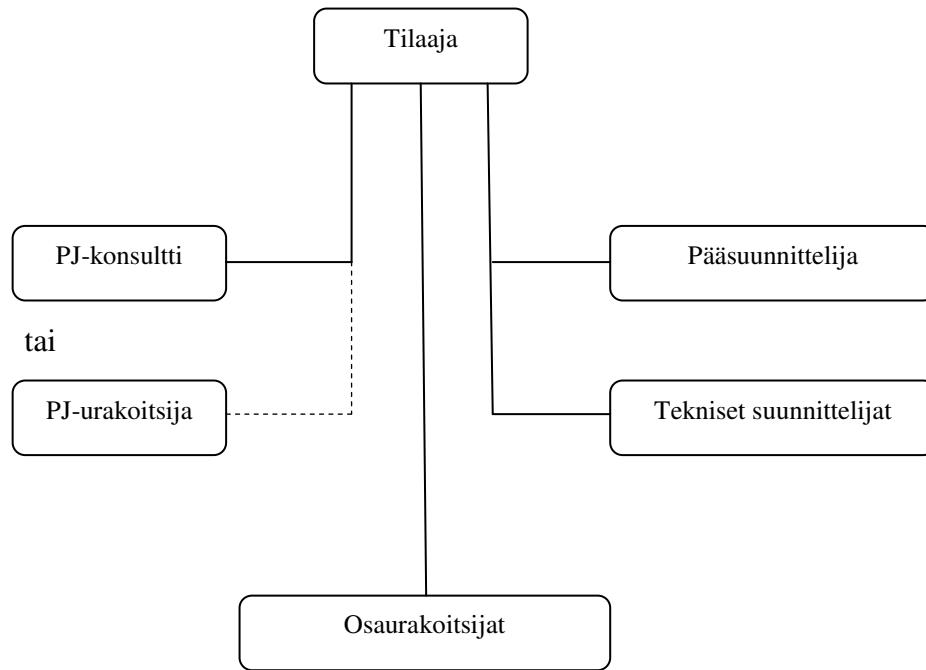 Tilaaja
PJ-konsultti
Pääsuunnittelija
tai
PJ-urakoitsija
Tekniset suunnittelijat
Osaurakoitsijat